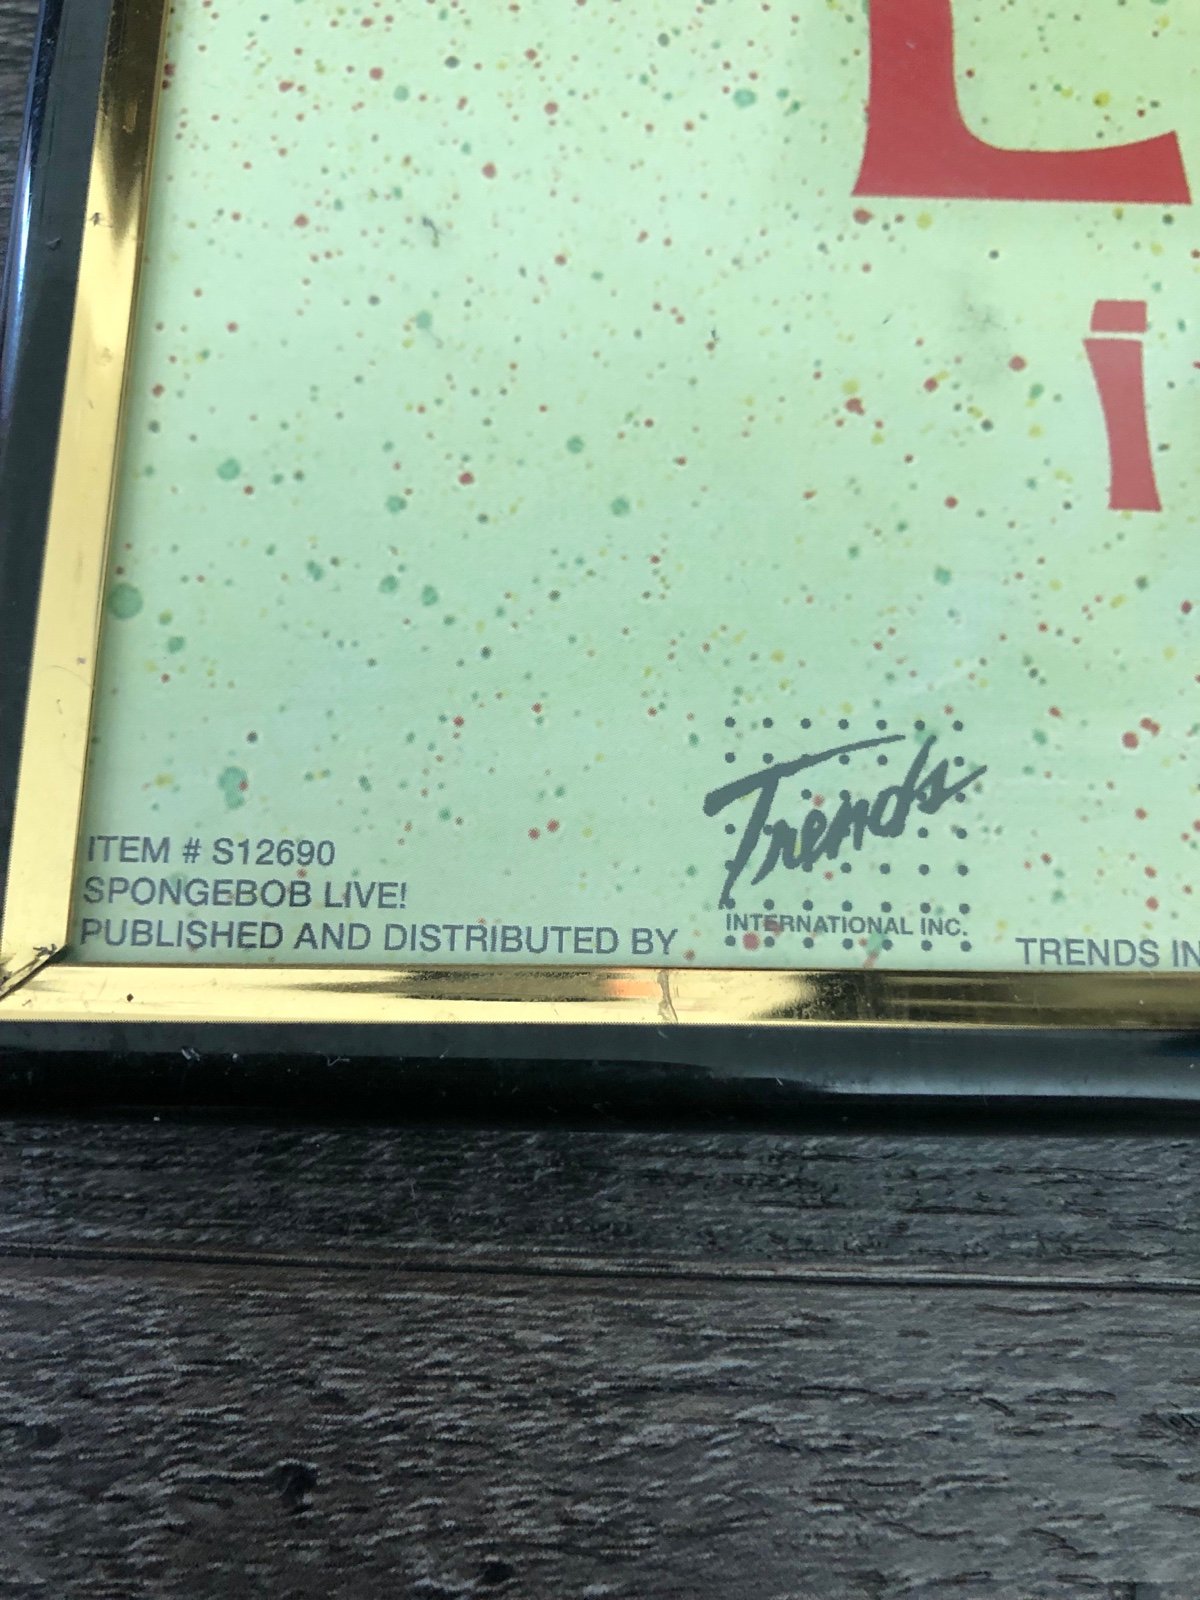 L
i
ITEM # S12690
SPONGEBOB LIVE!
PUBLISHED AND DISTRIBUTED BY
Trends
INTERNATIONAL INC.
TRENDS IN